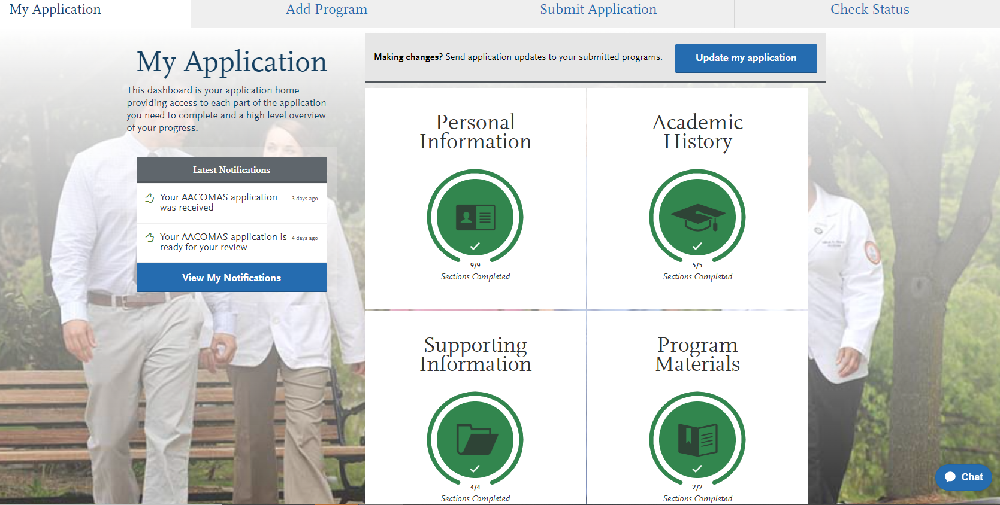 My Application
Add Program
Submit Application
Check Status
My Application
This dashboard is your application home
providing access to each part of the application
you need to complete and a high level overview
of your progress.
Latest Notifications
Your AACOMAS application
was received
3 days ago
Your AACOMAS application is
ready for your review
4 days ago
View My Notifications
Making changes? Send application updates to your submitted programs.
Update my application
Personal
Information
9/9
Sections Completed
Academic
History
5/5
Sections Completed
Supporting
Information
4/4
Sections Completed
Program
Materials
2/2
Sections Completed
Chat